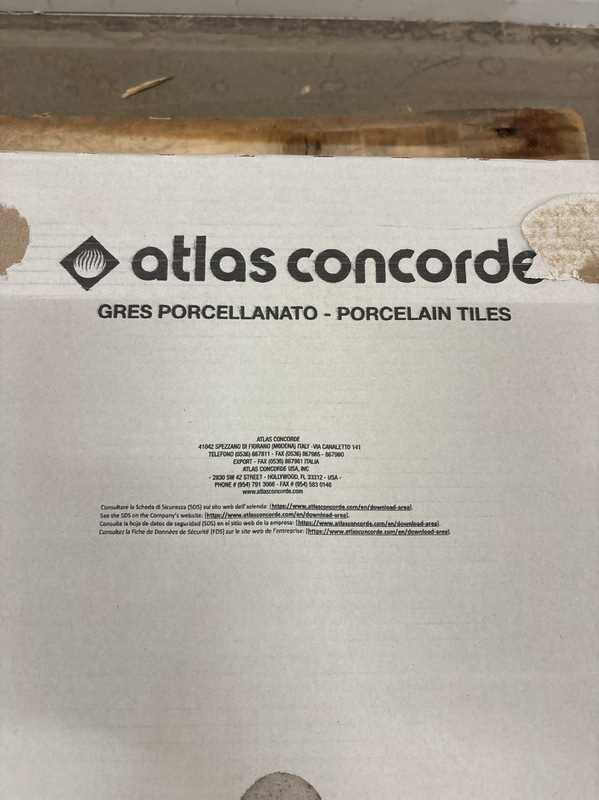 atlas concorde
GRES PORCELLANATO - PORCELAIN TILES
ATLAS CONCORDE
41042 SPEZZANO DI FIORANO (MODENA) ITALY -VIA CANALETTO 141
TELEFONO (0536) 867811 - FAX (0536) 867985 - 867980
EXPORT - FAX (0536) 867981 ITALIA
ATLAS CONCORDE USA, INC
- 2830 SW 42 STREET - HOLLYWOOD, FL 33312 - USA -
PHONE # (954) 791 3066 - FAX # (954) 583 0146
www.atlasconcorde.com
Consultare la Scheda di Sicurezza (SDS) sul sito web dell'azienda: [https://www.atlasconcorde.com/en/download-area].
See the SDS on the Company's website: [https://www.atlasconcorde.com/en/download-area].
Consulte la hoja de datos de seguridad (SDS) en el sitio web de la empresa: [https://www.atlasconcorde.com/en/download-area].
Consultez la Fiche de Données de Sécurité [FDS] sur le site web de l'entreprise: [https://www.atlasconcorde.com/en/download-area].